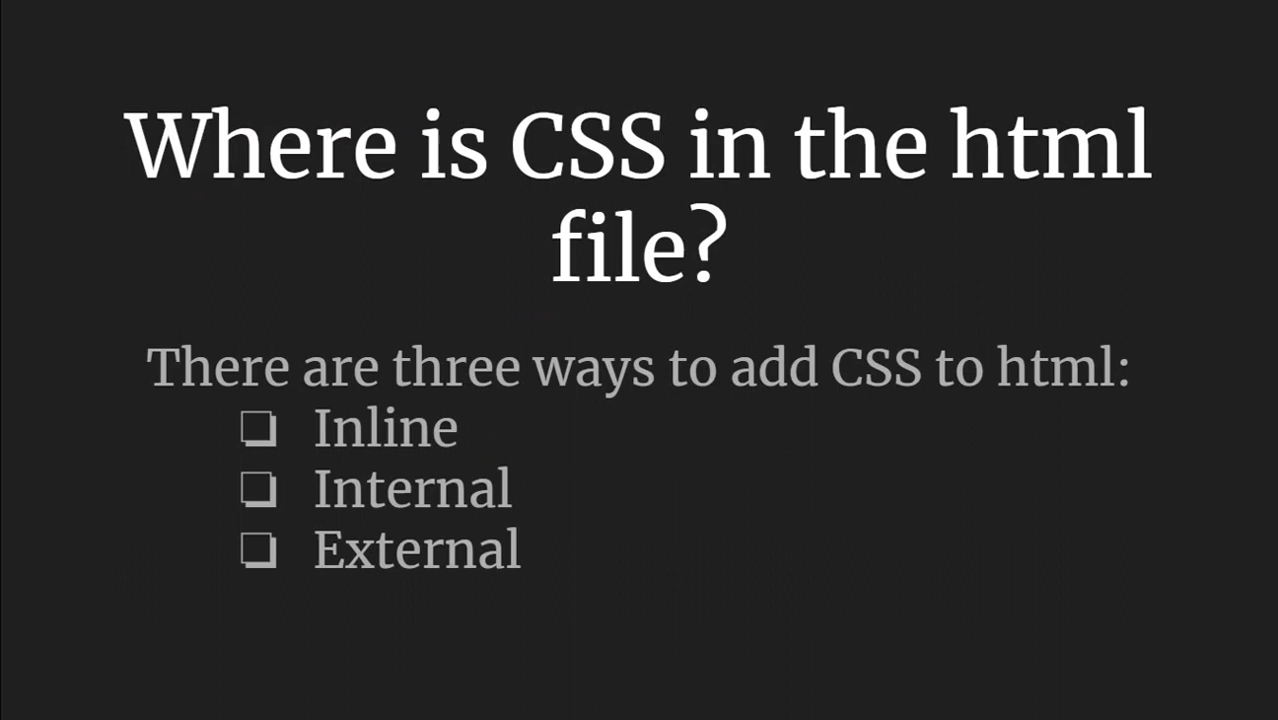 Where is CSS in the html
file?
There are three ways to add CSS to html:
❏ Inline
❏ Internal
❏ External